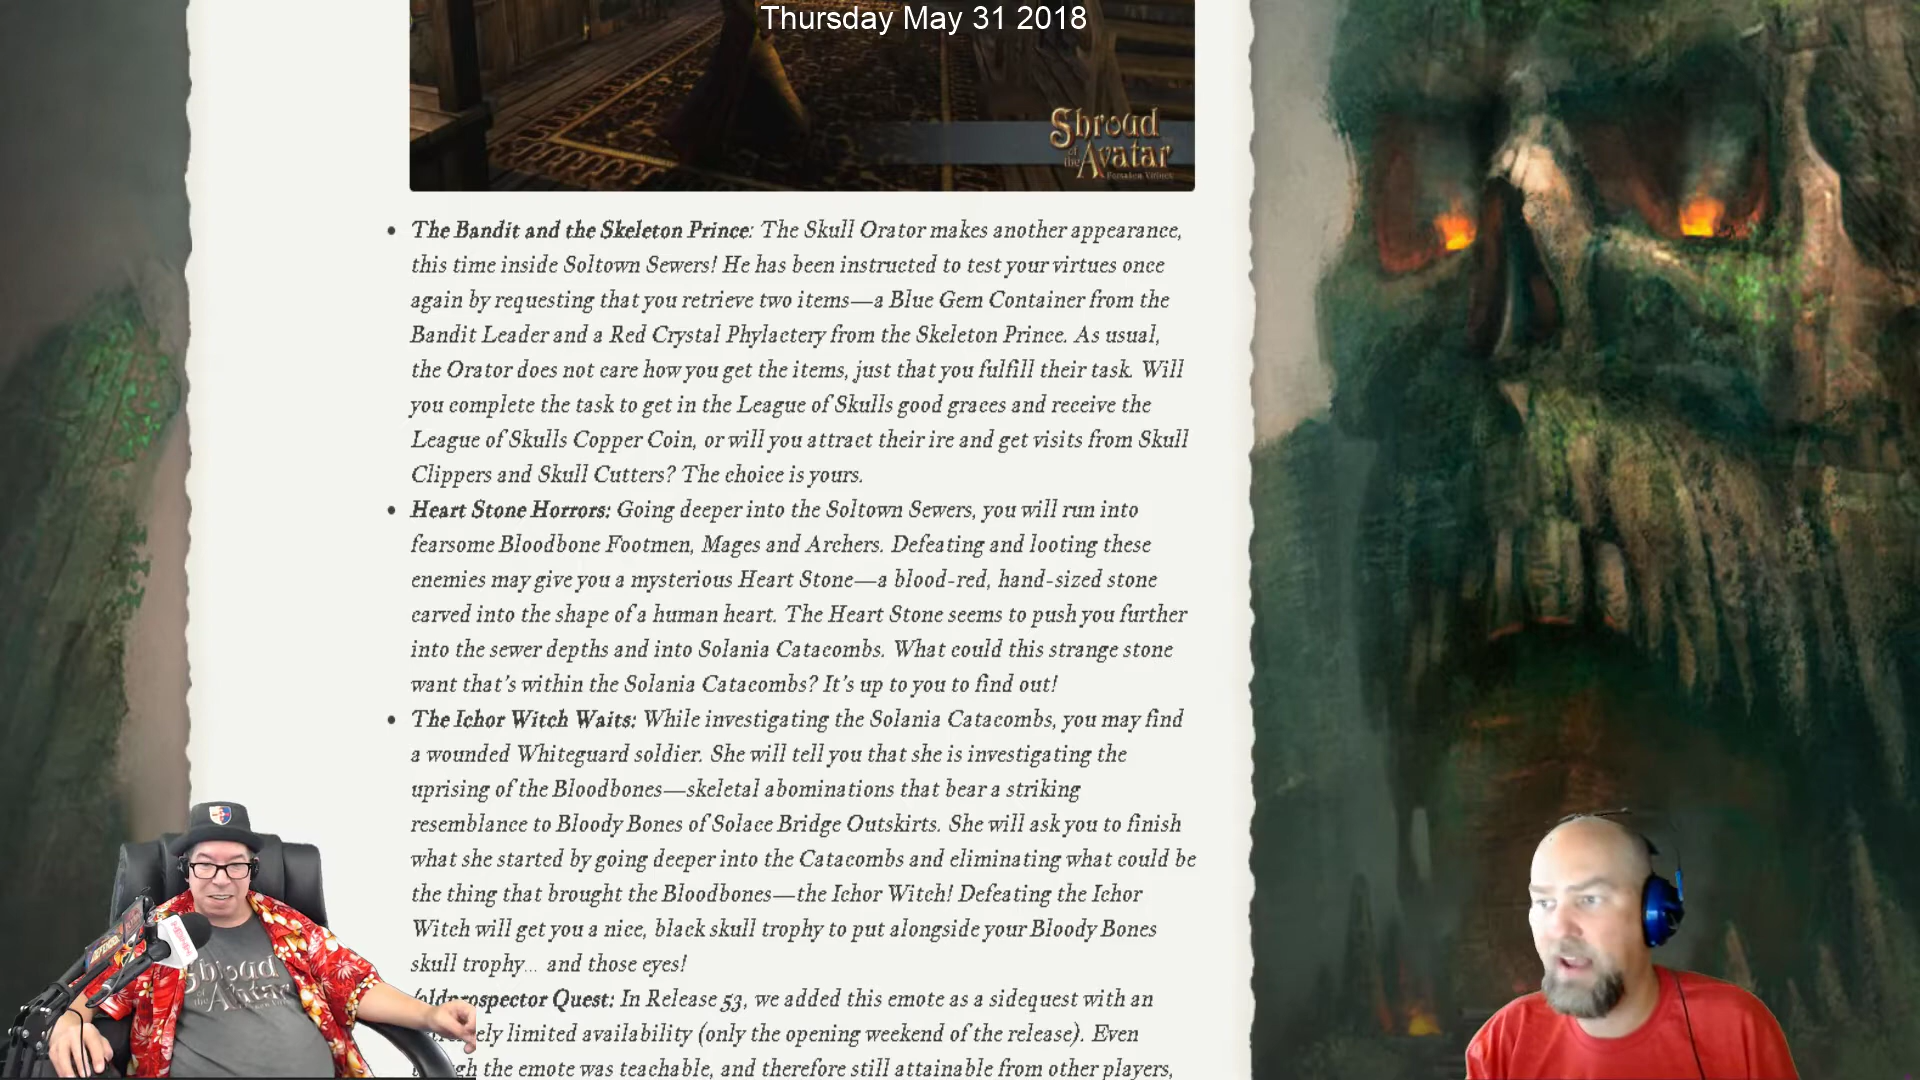 Thursday May 31 2018
Shroud
of the
Avatar
Forsaken Virtues
The Bandit and the Skeleton Prince: The Skull Orator makes another appearance,
this time inside Soltown Sewers! He has been instructed to test your virtues once
again by requesting that you retrieve two items—a Blue Gem Container from the
Bandit Leader and a Red Crystal Phylactery from the Skeleton Prince. As usual,
the Orator does not care how you get the items, just that you fulfill their task. Will
you complete the task to get in the League of Skulls good graces and receive the
League of Skulls Copper Coin, or will you attract their ire and get visits from Skull
Clippers and Skull Cutters? The choice is yours.
Heart Stone Horrors: Going deeper into the Soltown Sewers, you will run into
fearsome Bloodbone Footmen, Mages and Archers. Defeating and looting these
enemies may give you a mysterious Heart Stone—a blood-red, hand-sized stone
carved into the shape of a human heart. The Heart Stone seems to push you further
into the sewer depths and into Solania Catacombs. What could this strange stone
want that's within the Solania Catacombs? It's up to you to find out!
The Ichor Witch Waits: While investigating the Solania Catacombs, you may find
a wounded Whiteguard soldier. She will tell you that she is investigating the
uprising of the Bloodbones—skeletal abominations that bear a striking
resemblance to Bloody Bones of Solace Bridge Outskirts. She will ask you to finish
what she started by going deeper into the Catacombs and eliminating what could be
the thing that brought the Bloodbones—the Ichor Witch! Defeating the Ichor
Witch will get you a nice, black skull trophy to put alongside your Bloody Bones
skull trophy... and those eyes!
/oldprospector Quest: In Release 53, we added this emote as a sidequest with an
limited availability (only the opening weekend of the release). Even
the emote was teachable, and therefore still attainable from other players,
Shroud
of the
Avatar